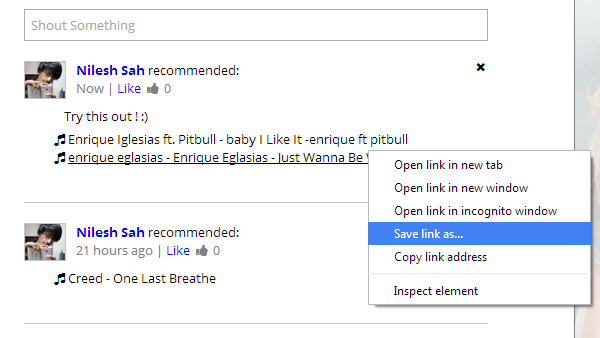 Shout Something
Nilesh Sah recommended:
Now | Like 0
Try this out ! :)
Enrique Iglesias ft. Pitbull - baby I Like It -enrique ft pitbull
enrique eglasias - Enrique Eglasias - Just Wanna Be
Open link in new tab
Open link in new window
Open link in incognito window
Save link as...
Copy link address
Inspect element
Nilesh Sah recommended:
21 hours ago | Like 0
Creed - One Last Breathe